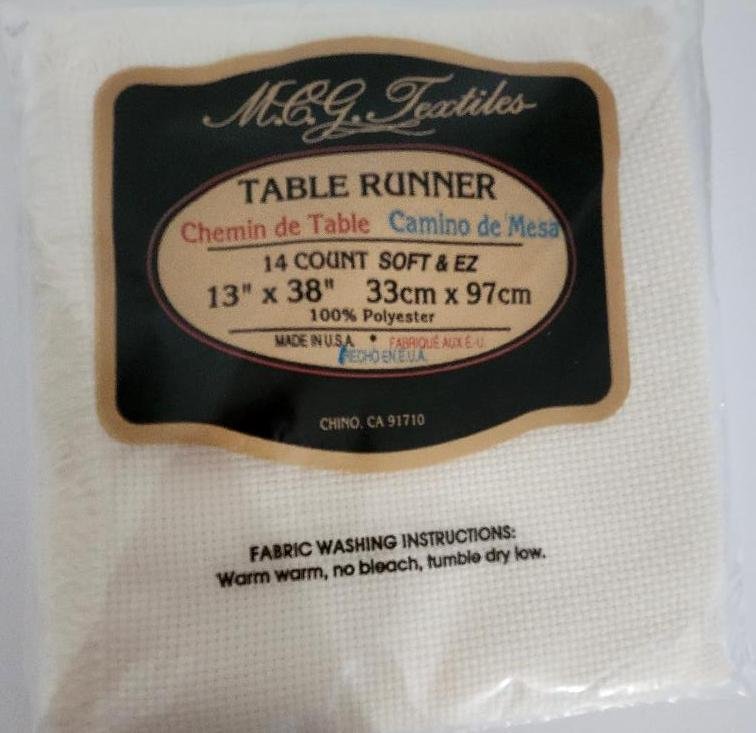 M.C.G. Textiles
TABLE RUNNER
Chemin de Table Camino de Mesa
14 COUNT SOFT & EZ
13" x 38" 33cm x 97cm
100% Polyester
MADE IN U.S.A. • FABRIQUÉ AUX É.-U.
HECHO EN E.U.A.
CHINO, CA 91710
FABRIC WASHING INSTRUCTIONS:
Warm warm, no bleach, tumble dry low.